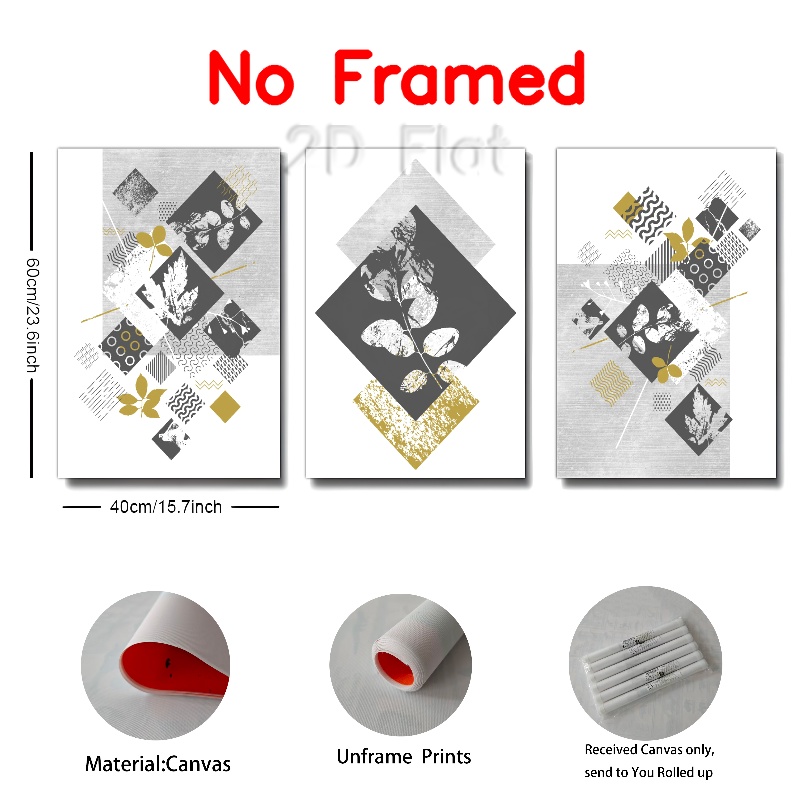 No Framed
2D Flat
60cm/23.6inch
40cm/15.7inch
Material:Canvas
Unframe Prints
Received Canvas only,
send to You Rolled up